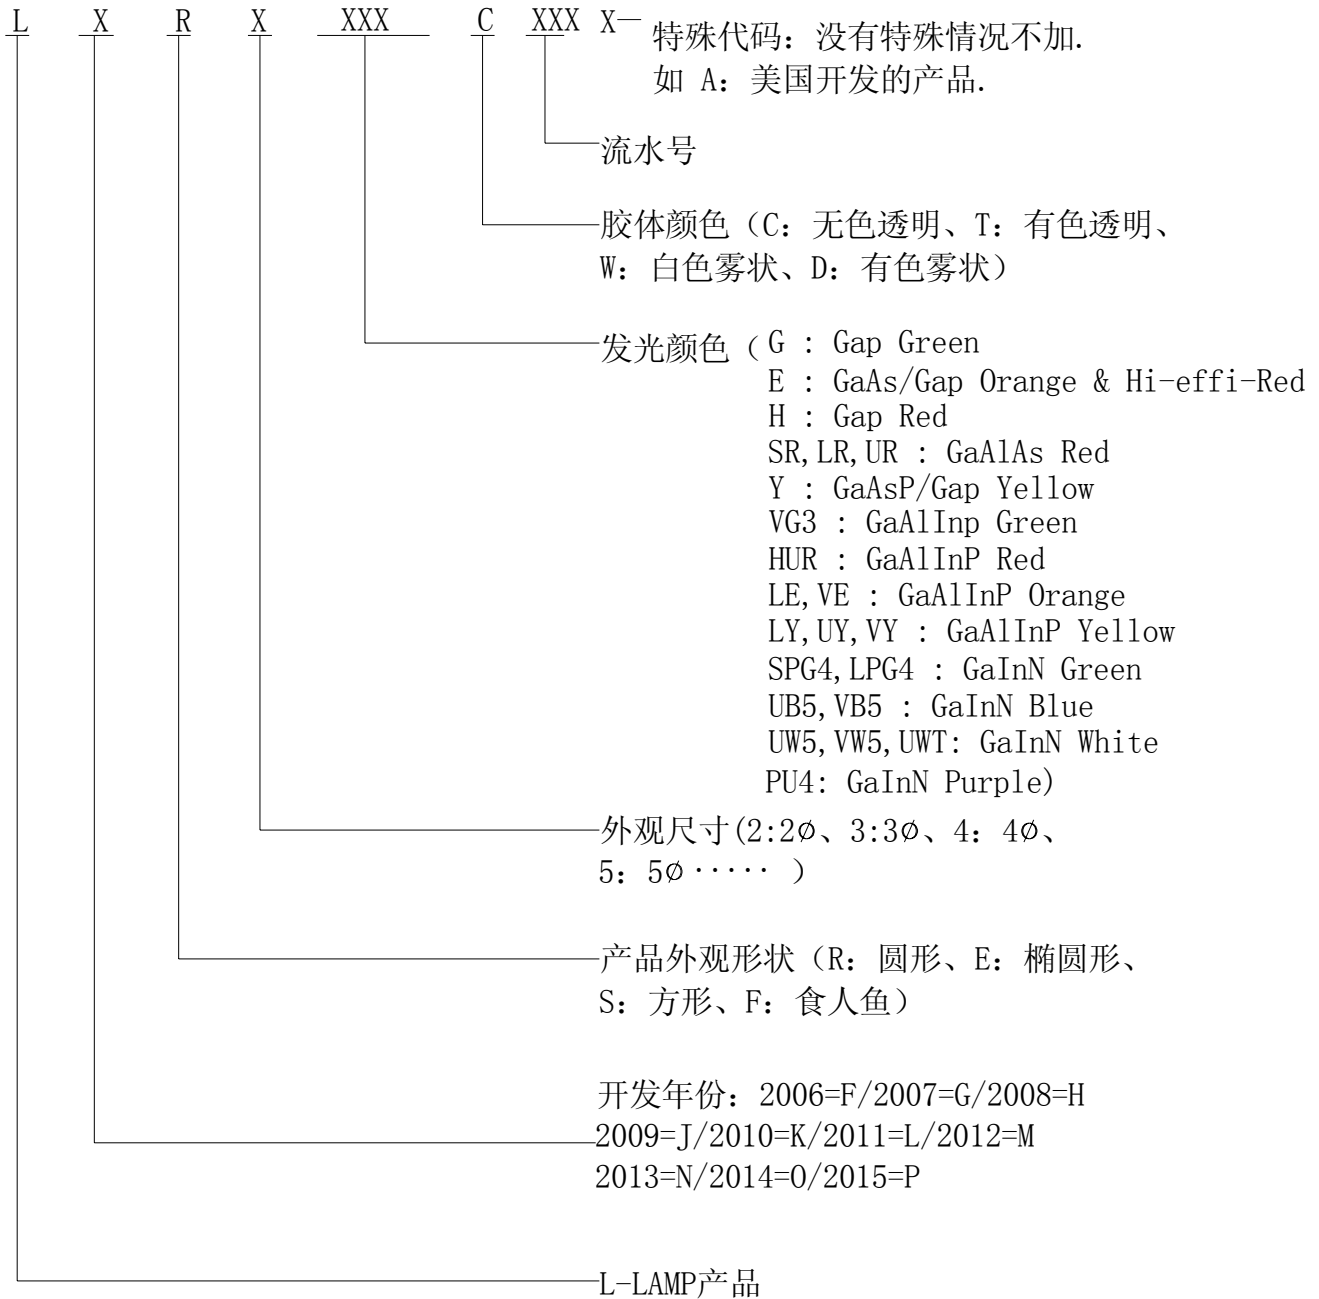 L X R X XXX C XXX X
特殊代码: 没有特殊情况不加.
如 A: 美国开发的产品.
流水号
胶体颜色（C: 无色透明、T: 有色透明、
W: 白色雾状、D: 有色雾状）
发光颜色（ G : Gap Green
E : GaAs/Gap Orange & Hi-effi-Red
H : Gap Red
SR,LR,UR : GaAlAs Red
Y : GaAsP/Gap Yellow
VG3 : GaAlInp Green
HUR : GaAlInP Red
LE,VE : GaAlInP Orange
LY,UY,VY : GaAlInP Yellow
SPG4,LPG4 : GaInN Green
UB5,VB5 : GaInN Blue
UW5,VW5,UWT: GaInN White
PU4: GaInN Purple)
外观尺寸(2:2∅、3:3∅、4: 4∅、
5: 5∅ ····· ）
产品外观形状（R: 圆形、E: 椭圆形、
S: 方形、F: 食人鱼）
开发年份: 2006=F/2007=G/2008=H
2009=J/2010=K/2011=L/2012=M
2013=N/2014=O/2015=P
L-LAMP产品